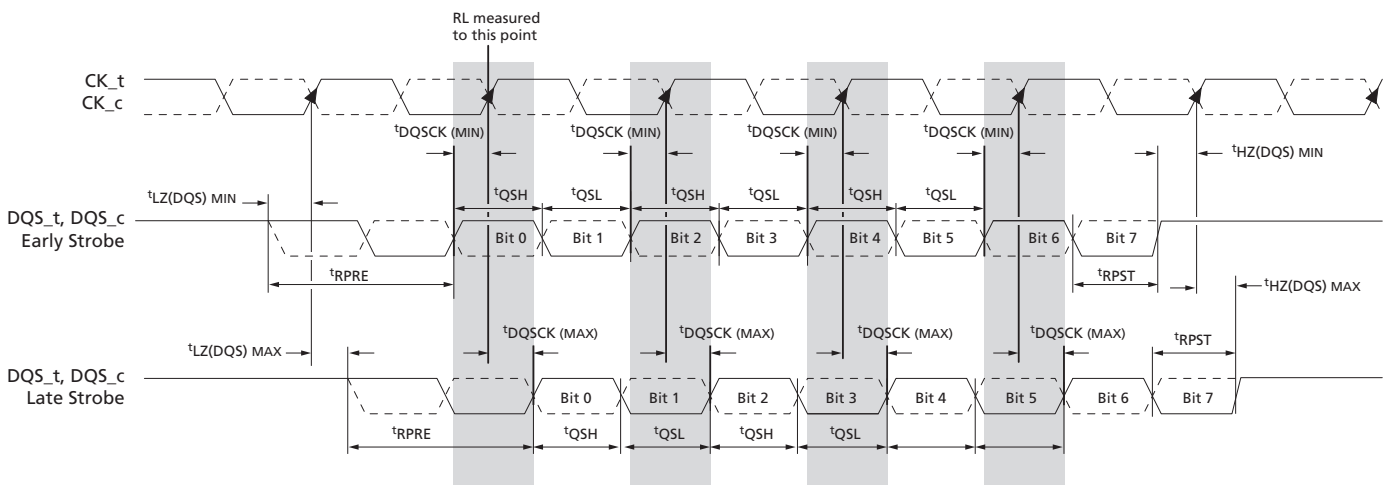 RL measured
to this point
CK_t
CK_c
tDQSCK (MIN) tDQSCK (MIN) tDQSCK (MIN) tDQSCK (MIN)
tHZ(DQS) MIN
tLZ(DQS) MIN
tQSH tQSL tQSH tQSL tQSH tQSL
DQS_t, DQS_c
Early Strobe
Bit 0 Bit 1 Bit 2 Bit 3 Bit 4 Bit 5 Bit 6 Bit 7
tRPRE
tRPST
tHZ(DQS) MAX
tDQSCK (MAX) tDQSCK (MAX) tDQSCK (MAX) tDQSCK (MAX)
tRPST
tLZ(DQS) MAX
DQS_t, DQS_c
Late Strobe
Bit 0 Bit 1 Bit 2 Bit 3 Bit 4 Bit 5 Bit 6 Bit 7
tRPRE
tQSH tQSL tQSH tQSL